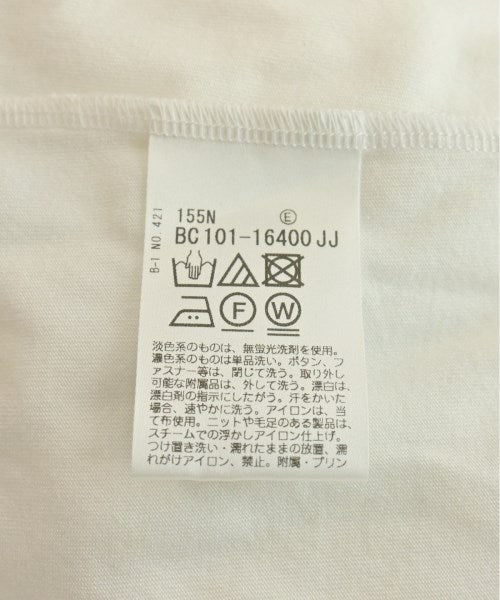 B-1 NO.421
155N Ⓔ
BC101-16400JJ
F W
淡色系のものは、無蛍光洗剤を使用。
濃色系のものは単品洗い。ボタン、フ
ァスナー等は、閉じて洗う。取り外し
可能な附属品は、外して洗う。漂白は、
漂白剤の指示にしたがう。汗をかいた
場合、速やかに洗う。アイロンは、当
て布使用。ニットや毛足のある製品は、
スチームでの浮かしアイロン仕上げ。
つけ置き洗い・濡れたままの放置、濡
れがけアイロン、禁止。附属・プリン